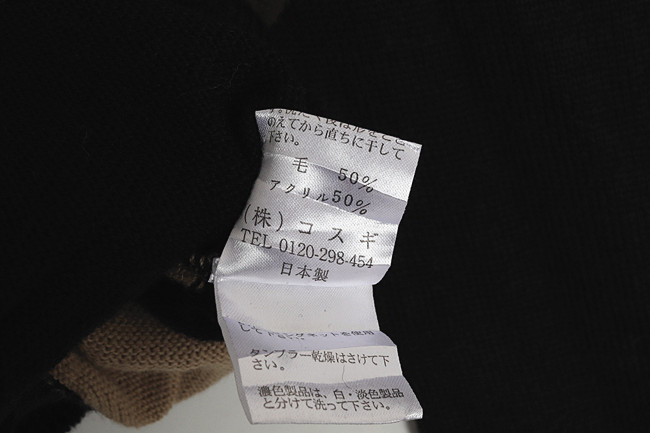 のえてから直ちに干して
下さい。
毛 50%
アクリル50%
(株)コスギ
TEL 0120-298-454
日本製
タンブラー乾燥はさけて下
さい。
濃色製品は、白・淡色製品
と分けて洗って下さい。